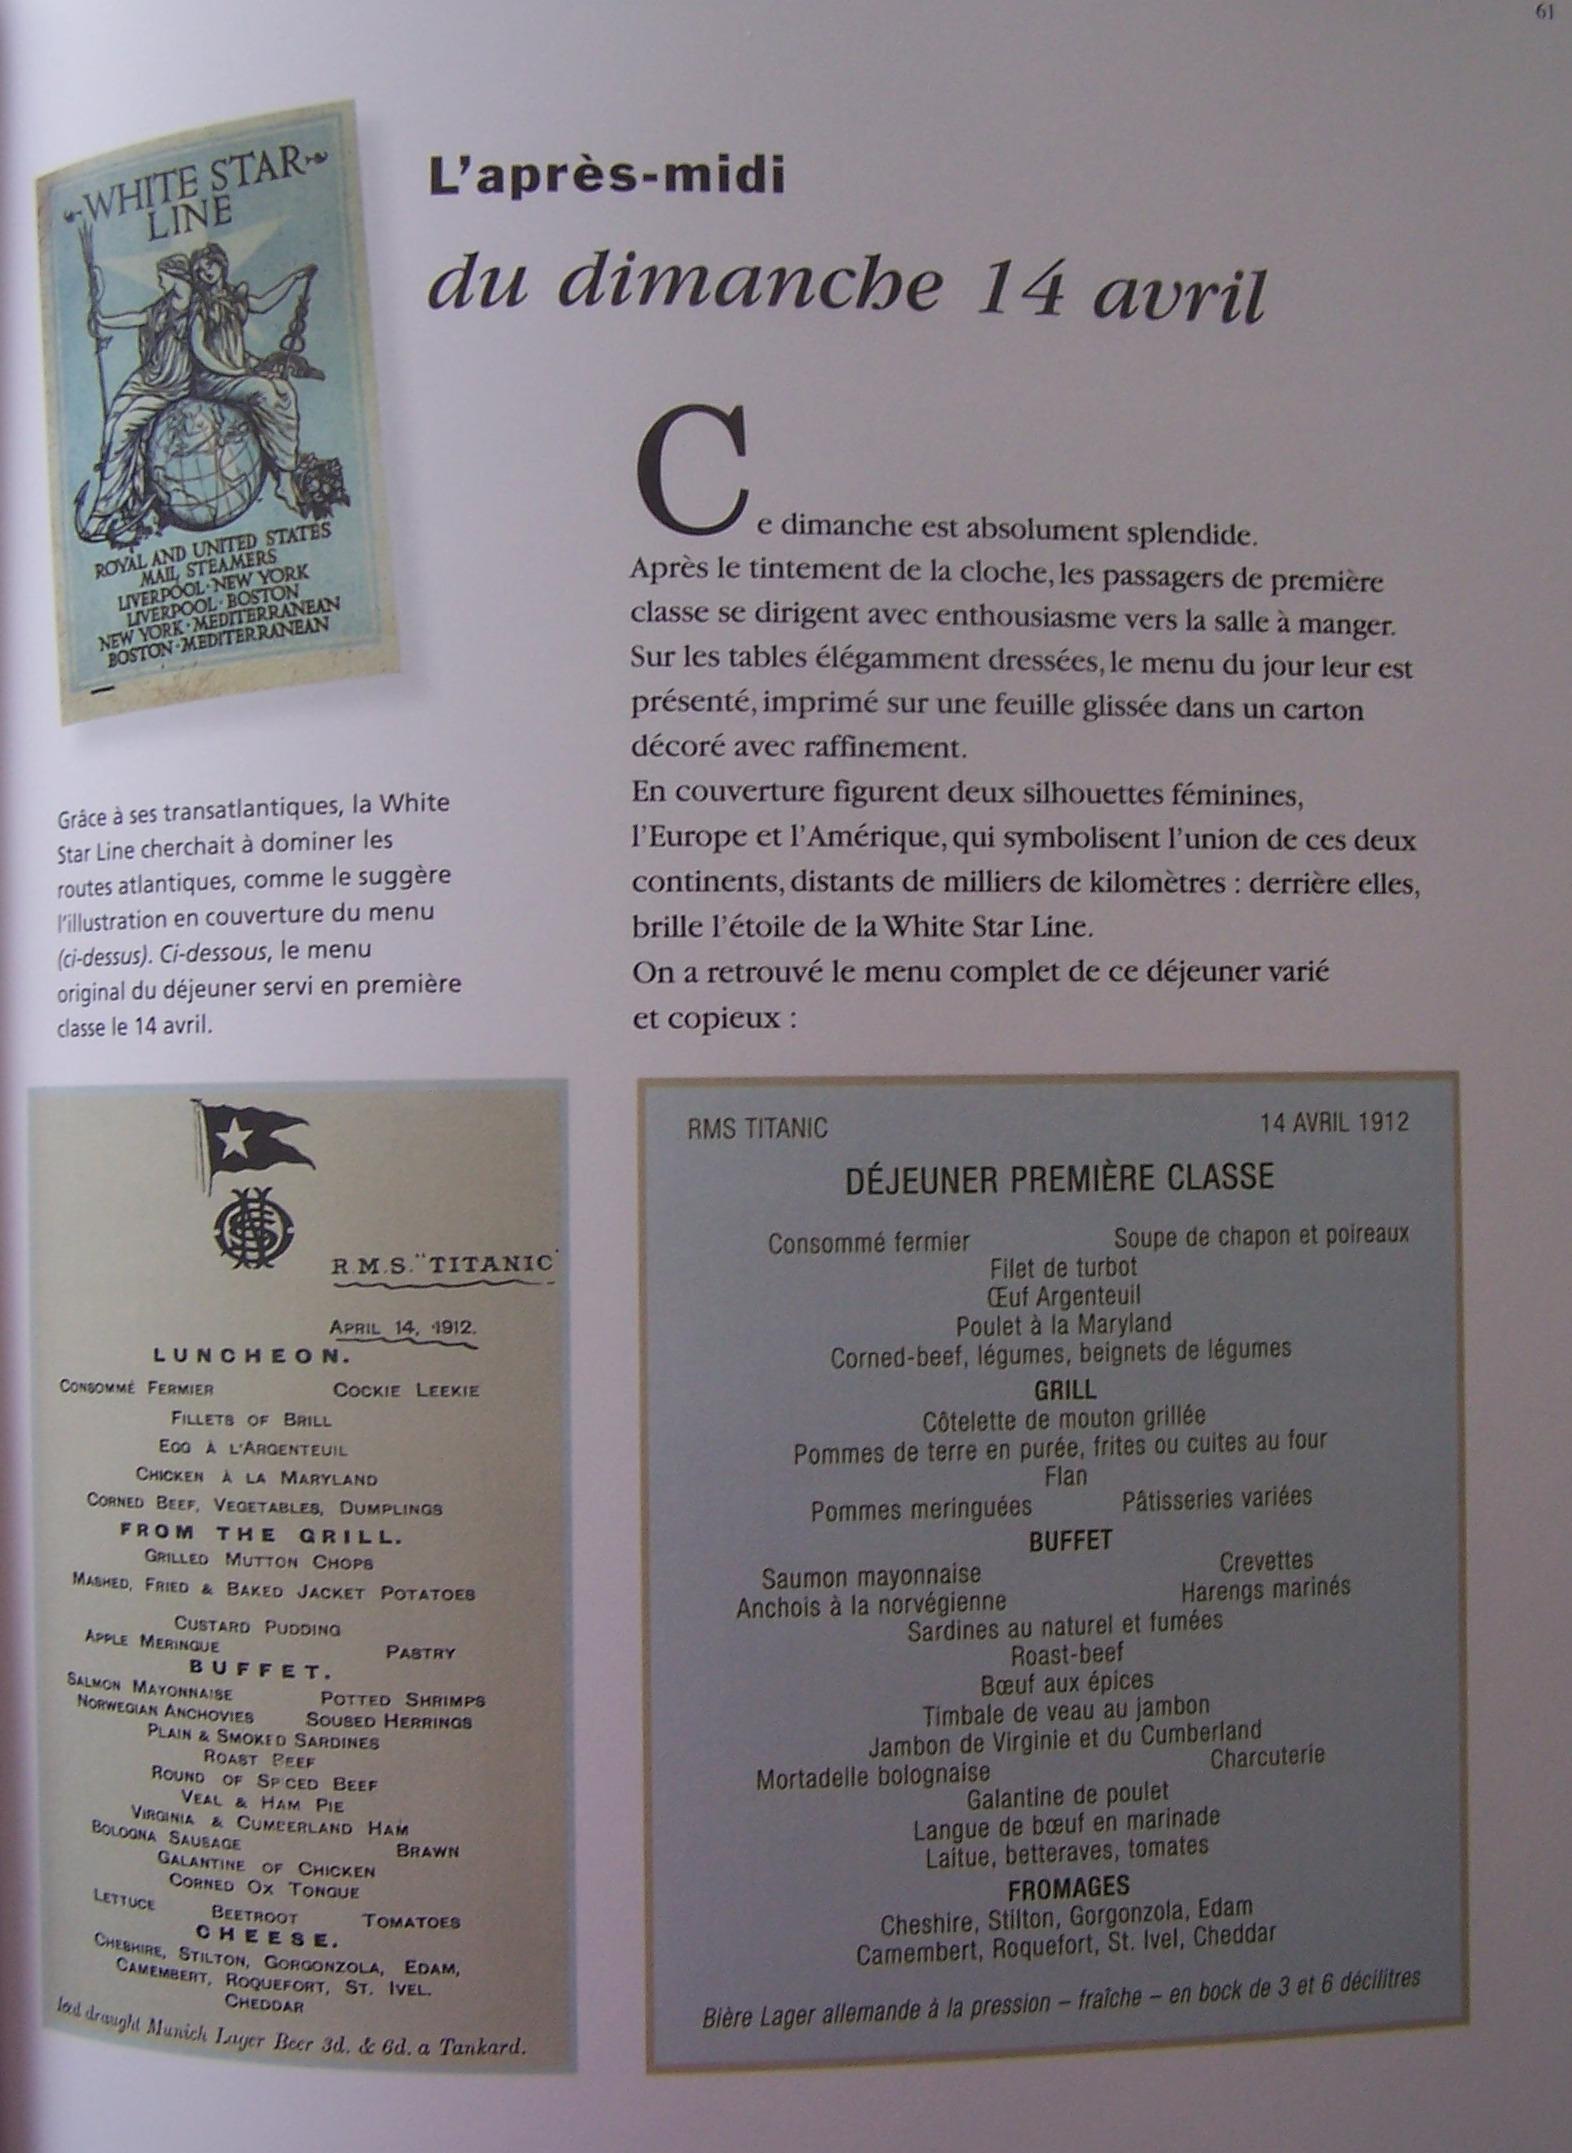 61
WHITE STAR
LINE
ROYAL AND UNITED STATES
MAIL STEAMERS
LIVERPOOL·NEW YORK
LIVERPOOL·BOSTON
NEW YORK·MEDITERRANEAN
BOSTON·MEDITERRANEAN
L'après-midi
du dimanche 14 avril
Ce dimanche est absolument splendide.
Après le tintement de la cloche, les passagers de première
classe se dirigent avec enthousiasme vers la salle à manger.
Sur les tables élégamment dressées, le menu du jour leur est
présenté, imprimé sur une feuille glissée dans un carton
décoré avec raffinement.
En couverture figurent deux silhouettes féminines,
l'Europe et l'Amérique, qui symbolisent l'union de ces deux
continents, distants de milliers de kilomètres : derrière elles,
brille l'étoile de la White Star Line.
On a retrouvé le menu complet de ce déjeuner varié
et copieux :
Grâce à ses transatlantiques, la White
Star Line cherchait à dominer les
routes atlantiques, comme le suggère
l'illustration en couverture du menu
(ci-dessus). Ci-dessous, le menu
original du déjeuner servi en première
classe le 14 avril.
R.M.S. "TITANIC"
APRIL 14, 1912.
LUNCHEON.
CONSOMMÉ FERMIER COCKIE LEEKIE
FILLETS OF BRILL
EGG À L'ARGENTEUIL
CHICKEN À LA MARYLAND
CORNED BEEF, VEGETABLES, DUMPLINGS
FROM THE GRILL.
GRILLED MUTTON CHOPS
MASHED, FRIED & BAKED JACKET POTATOES
CUSTARD PUDDING
APPLE MERINGUE PASTRY
BUFFET.
SALMON MAYONNAISE POTTED SHRIMPS
NORWEGIAN ANCHOVIES SOUSED HERRINGS
PLAIN & SMOKED SARDINES
ROAST BEEF
ROUND OF SPICED BEEF
VEAL & HAM PIE
VIRGINIA & CUMBERLAND HAM
BOLOGNA SAUSAGE BRAWN
GALANTINE OF CHICKEN
CORNED OX TONGUE
LETTUCE BEETROOT TOMATOES
CHEESE.
CHESHIRE, STILTON, GORGONZOLA, EDAM,
CAMEMBERT, ROQUEFORT, ST. IVEL.
CHEDDAR
Iced draught Munich Lager Beer 3d. & 6d. a Tankard.
RMS TITANIC 14 AVRIL 1912
DÉJEUNER PREMIÈRE CLASSE
Consommé fermier Soupe de chapon et poireaux
Filet de turbot
Œuf Argenteuil
Poulet à la Maryland
Corned-beef, légumes, beignets de légumes
GRILL
Côtelette de mouton grillée
Pommes de terre en purée, frites ou cuites au four
Flan
Pommes meringuées Pâtisseries variées
BUFFET
Saumon mayonnaise Crevettes
Anchois à la norvégienne Harengs marinés
Sardines au naturel et fumées
Roast-beef
Bœuf aux épices
Timbale de veau au jambon
Jambon de Virginie et du Cumberland
Mortadelle bolognaise Charcuterie
Galantine de poulet
Langue de bœuf en marinade
Laitue, betteraves, tomates
FROMAGES
Cheshire, Stilton, Gorgonzola, Edam
Camembert, Roquefort, St. Ivel, Cheddar
Bière Lager allemande à la pression – fraîche – en bock de 3 et 6 décilitres